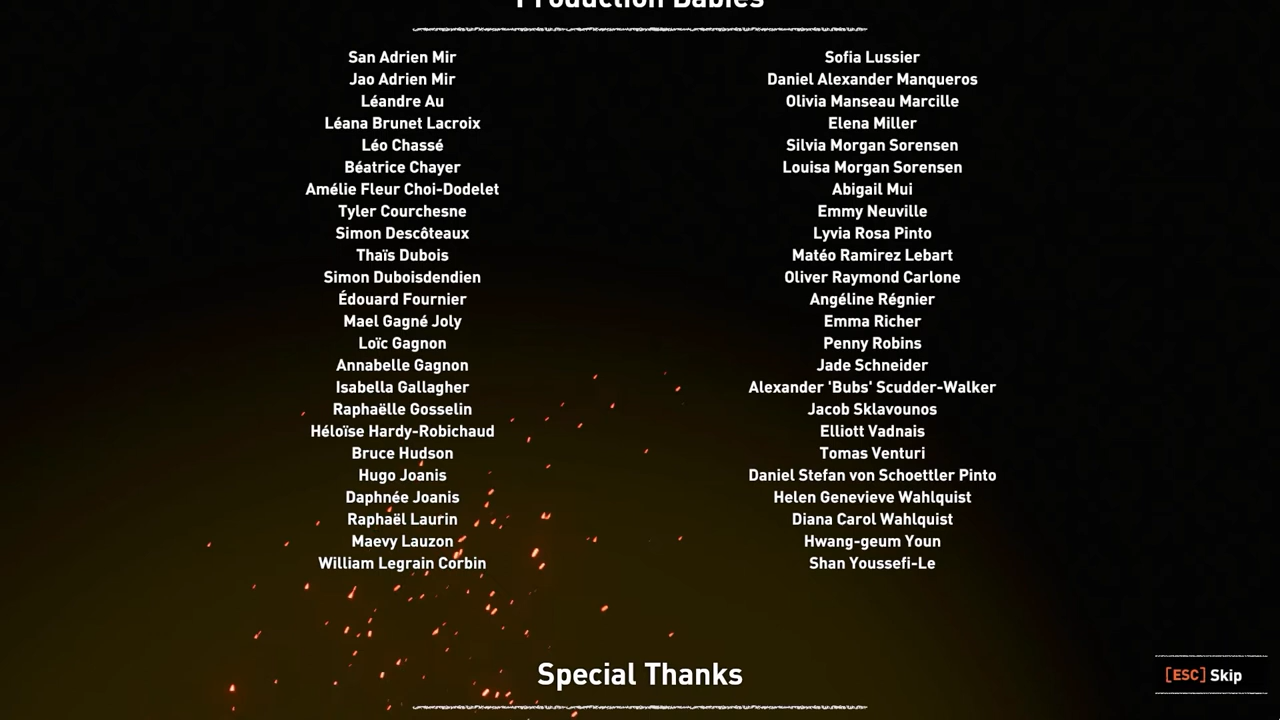 Production Babies
San Adrien Mir
Jao Adrien Mir
Léandre Au
Léana Brunet Lacroix
Léo Chassé
Béatrice Chayer
Amélie Fleur Choi-Dodelet
Tyler Courchesne
Simon Descôteaux
Thaïs Dubois
Simon Duboisdendien
Édouard Fournier
Mael Gagné Joly
Loïc Gagnon
Annabelle Gagnon
Isabella Gallagher
Raphaëlle Gosselin
Héloïse Hardy-Robichaud
Bruce Hudson
Hugo Joanis
Daphnée Joanis
Raphaël Laurin
Maevy Lauzon
William Legrain Corbin
Sofia Lussier
Daniel Alexander Manqueros
Olivia Manseau Marcille
Elena Miller
Silvia Morgan Sorensen
Louisa Morgan Sorensen
Abigail Mui
Emmy Neuville
Lyvia Rosa Pinto
Matéo Ramirez Lebart
Oliver Raymond Carlone
Angéline Régnier
Emma Richer
Penny Robins
Jade Schneider
Alexander 'Bubs' Scudder-Walker
Jacob Sklavounos
Elliott Vadnais
Tomas Venturi
Daniel Stefan von Schoettler Pinto
Helen Genevieve Wahlquist
Diana Carol Wahlquist
Hwang-geum Youn
Shan Youssefi-Le
Special Thanks
[ESC] Skip